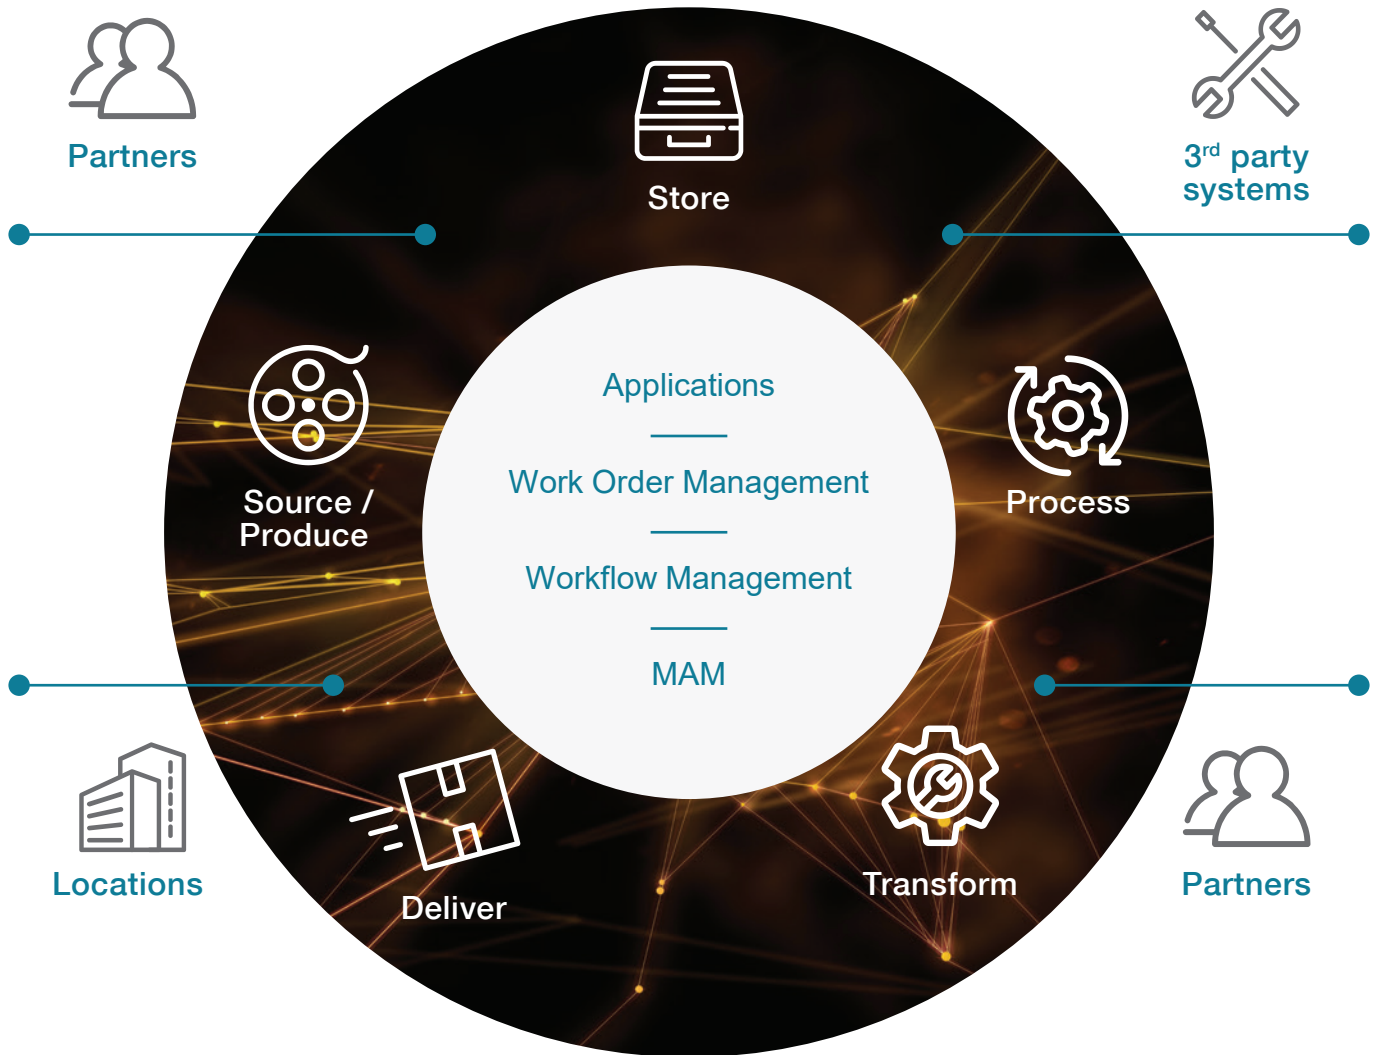 Partners
3rd party
systems
Store
Source /
Produce
Applications
Work Order Management
Workflow Management
MAM
Process
Locations
Deliver
Transform
Partners